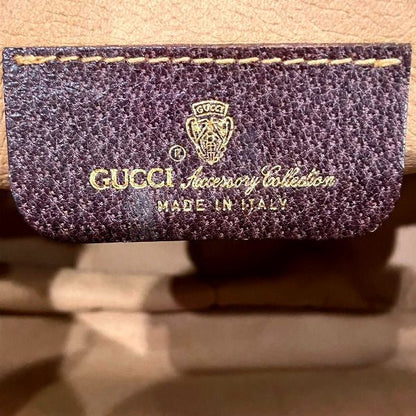 GUCCI
® GUCCI Accessory Collection
MADE IN ITALY